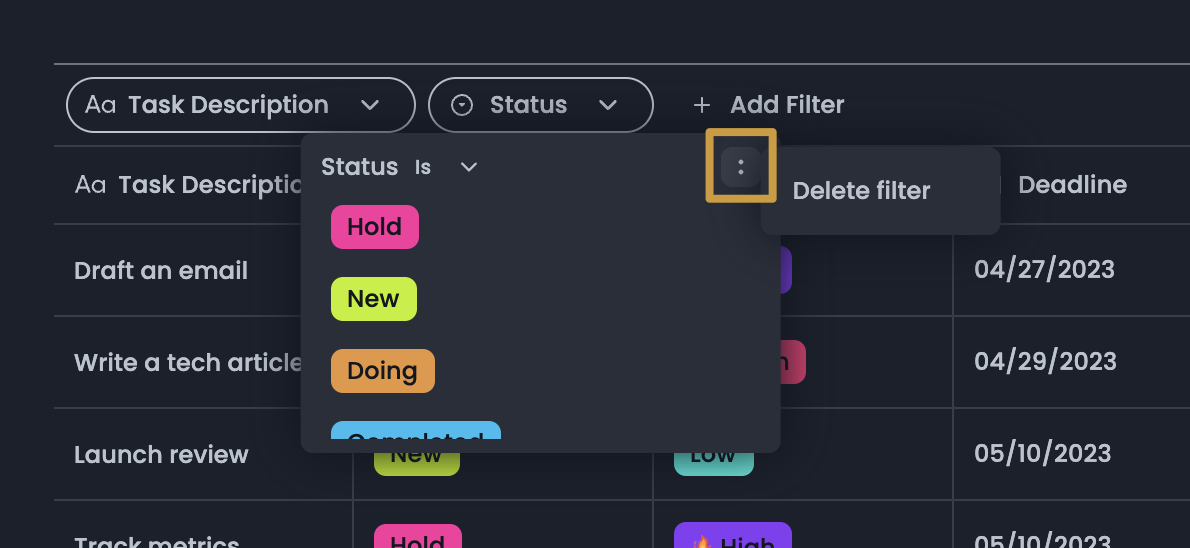 Aa Task Description
Status
+ Add Filter
Status Is
Delete filter
Aa Task Descriptio
Deadline
Hold
New
Doing
Completed
Draft an email
04/27/2023
Write a tech article
04/29/2023
Launch review
New
Low
05/10/2023
Track metrics
Hold
🔥 High
05/10/2023